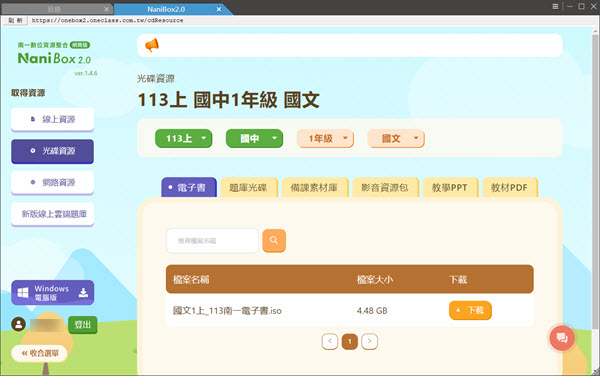 目錄
NaniBox2.0
刷新
https://onebox2.oneclass.com.tw/cdResource
南一數位資源整合 網頁版
NaniBox 2.0
ver.1.4.6
取得資源
線上資源
光碟資源
網路資源
新版線上雲端題庫
Windows
電腦版
登出
收合選單
光碟資源
113上 國中1年級 國文
113上
國中
1年級
國文
電子書
題庫光碟
備課素材庫
影音資源包
教學PPT
教材PDF
搜尋檔案名稱
檔案名稱
檔案大小
下載
國文1上_113南一電子書.iso
4.48 GB
下載
1